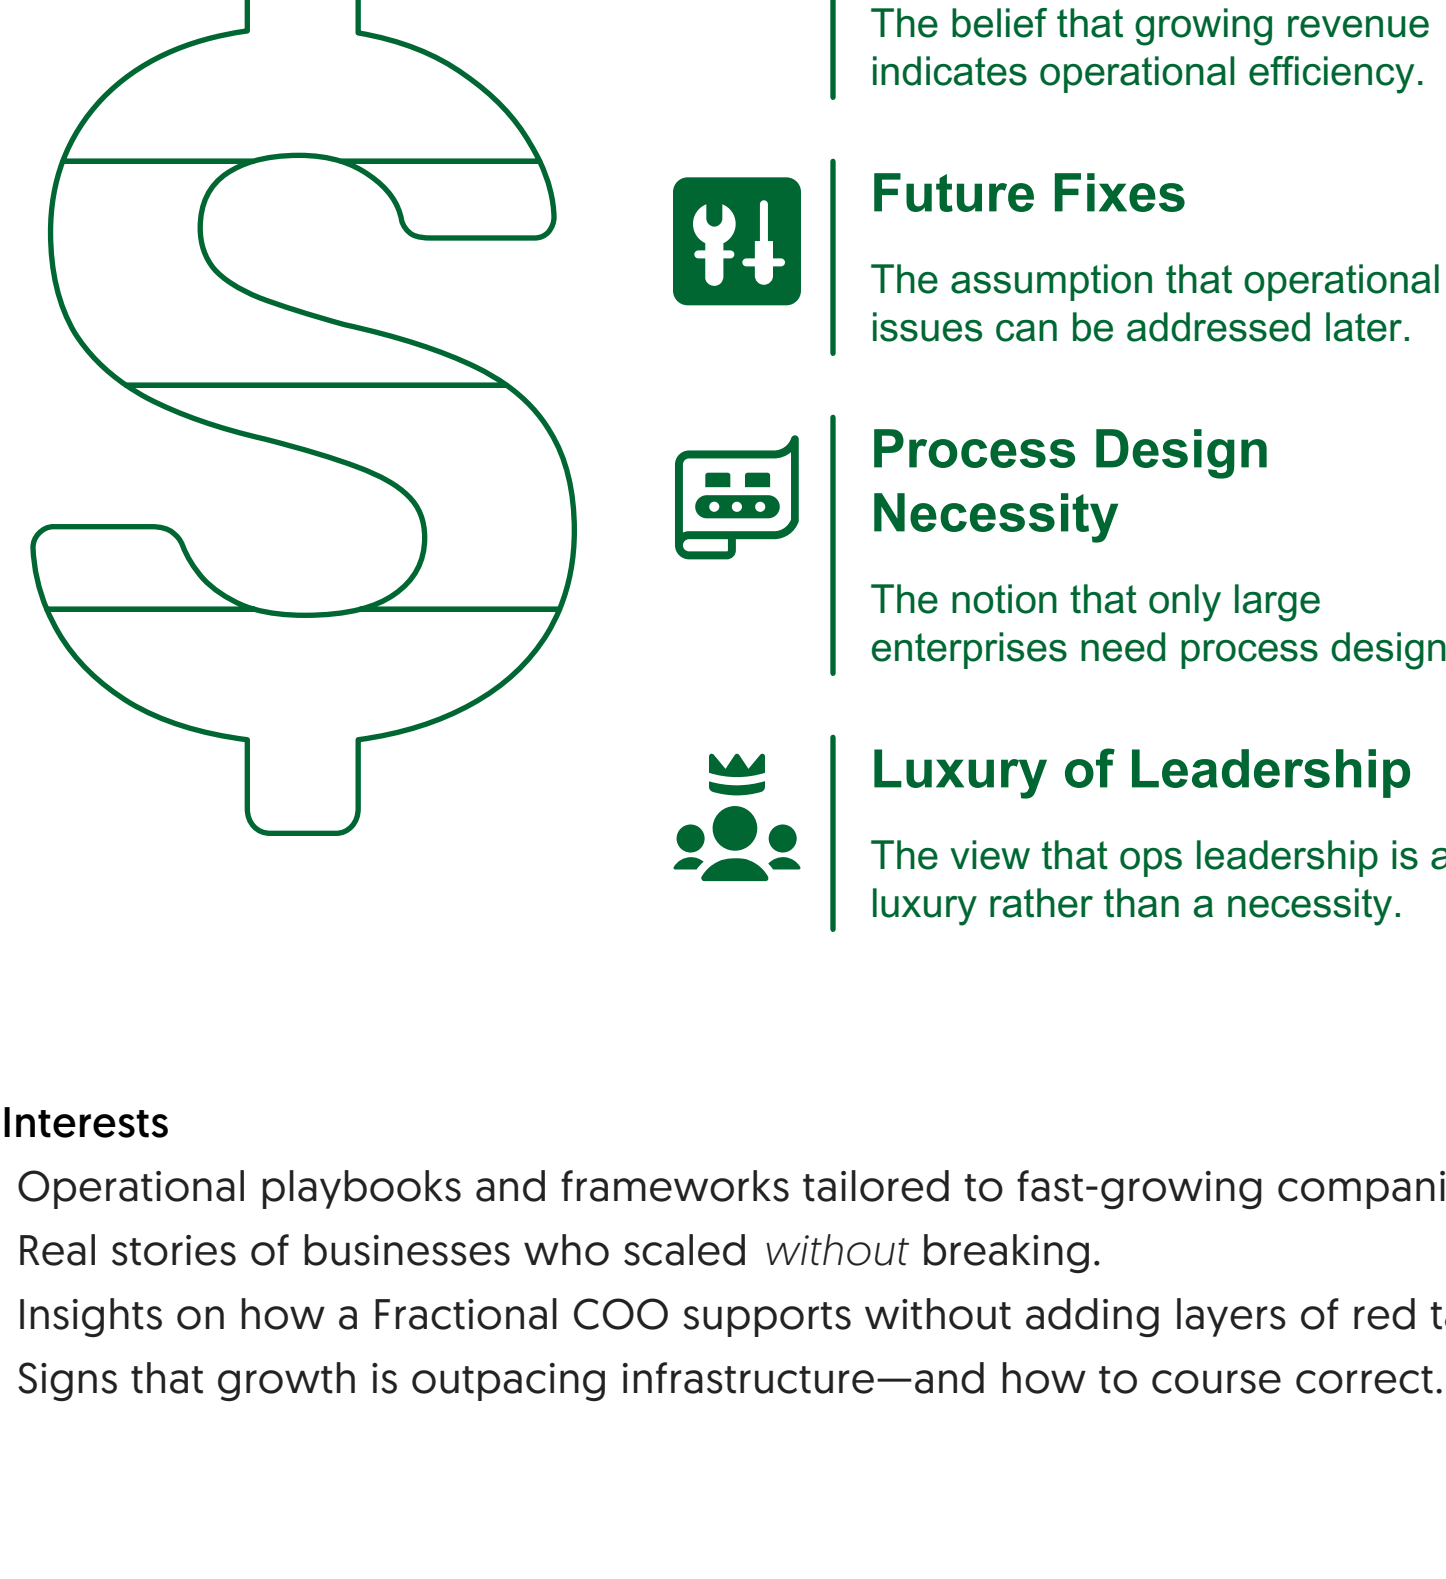 The belief that growing revenue
indicates operational efficiency.
Future Fixes
The assumption that operational
issues can be addressed later.
Process Design
Necessity
The notion that only large
enterprises need process design
Luxury of Leadership
The view that ops leadership is a
luxury rather than a necessity.
Interests
Operational playbooks and frameworks tailored to fast-growing compani
Real stories of businesses who scaled without breaking.
Insights on how a Fractional COO supports without adding layers of red ta
Signs that growth is outpacing infrastructure—and how to course correct.